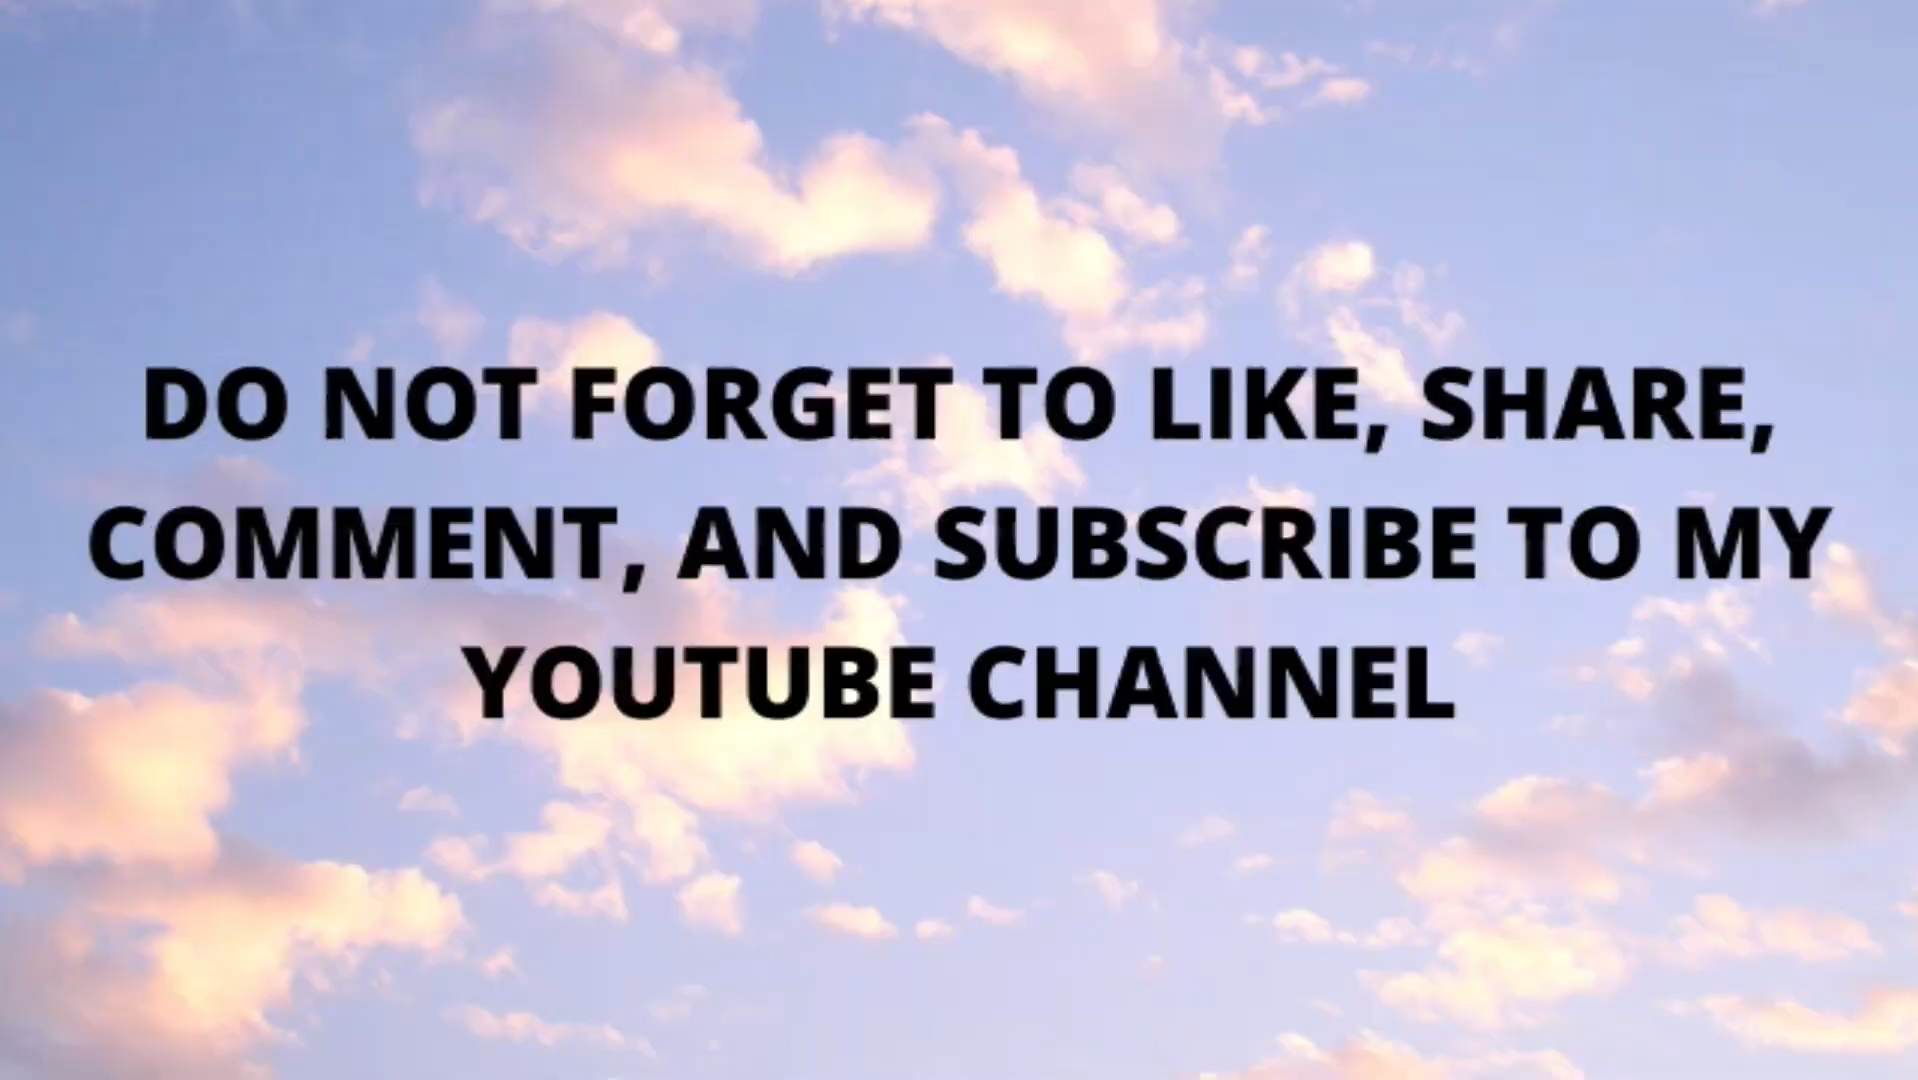 DO NOT FORGET TO LIKE, SHARE,
COMMENT, AND SUBSCRIBE TO MY
YOUTUBE CHANNEL